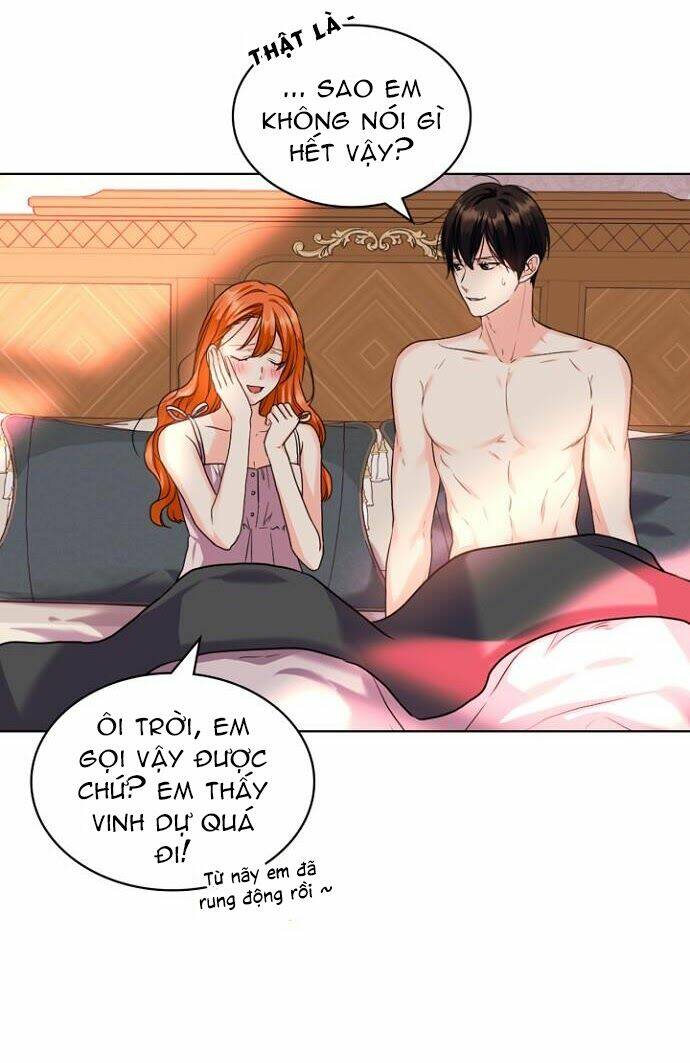 THẬT LÀ -
... SAO EM
KHÔNG NÓI GÌ
HẾT VẬY?
ÔI TRỜI, EM
GỌI VẬY ĐƯỢC
CHỨ? EM THẤY
VINH DỰ QUÁ
ĐI!
Từ nãy em đã
rung động rồi ~